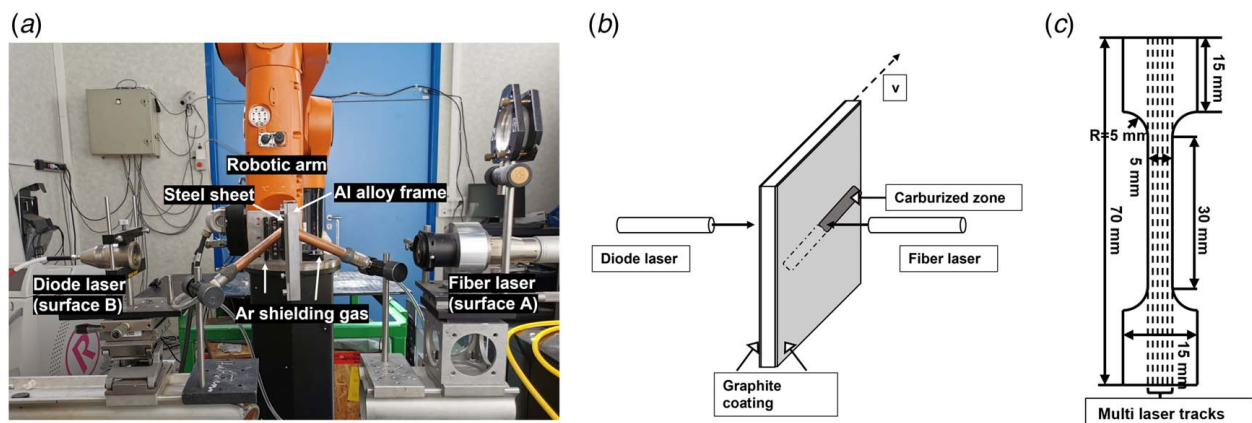 (a)
Robotic arm
Steel sheet
Al alloy frame
Diode laser
(surface B)
Fiber laser
(surface A)
Ar shielding gas
(b)
v
Carburized zone
Diode laser
Fiber laser
Graphite
coating
(c)
15 mm
R=5 mm
5 mm
70 mm
30 mm
15 mm
Multi laser tracks